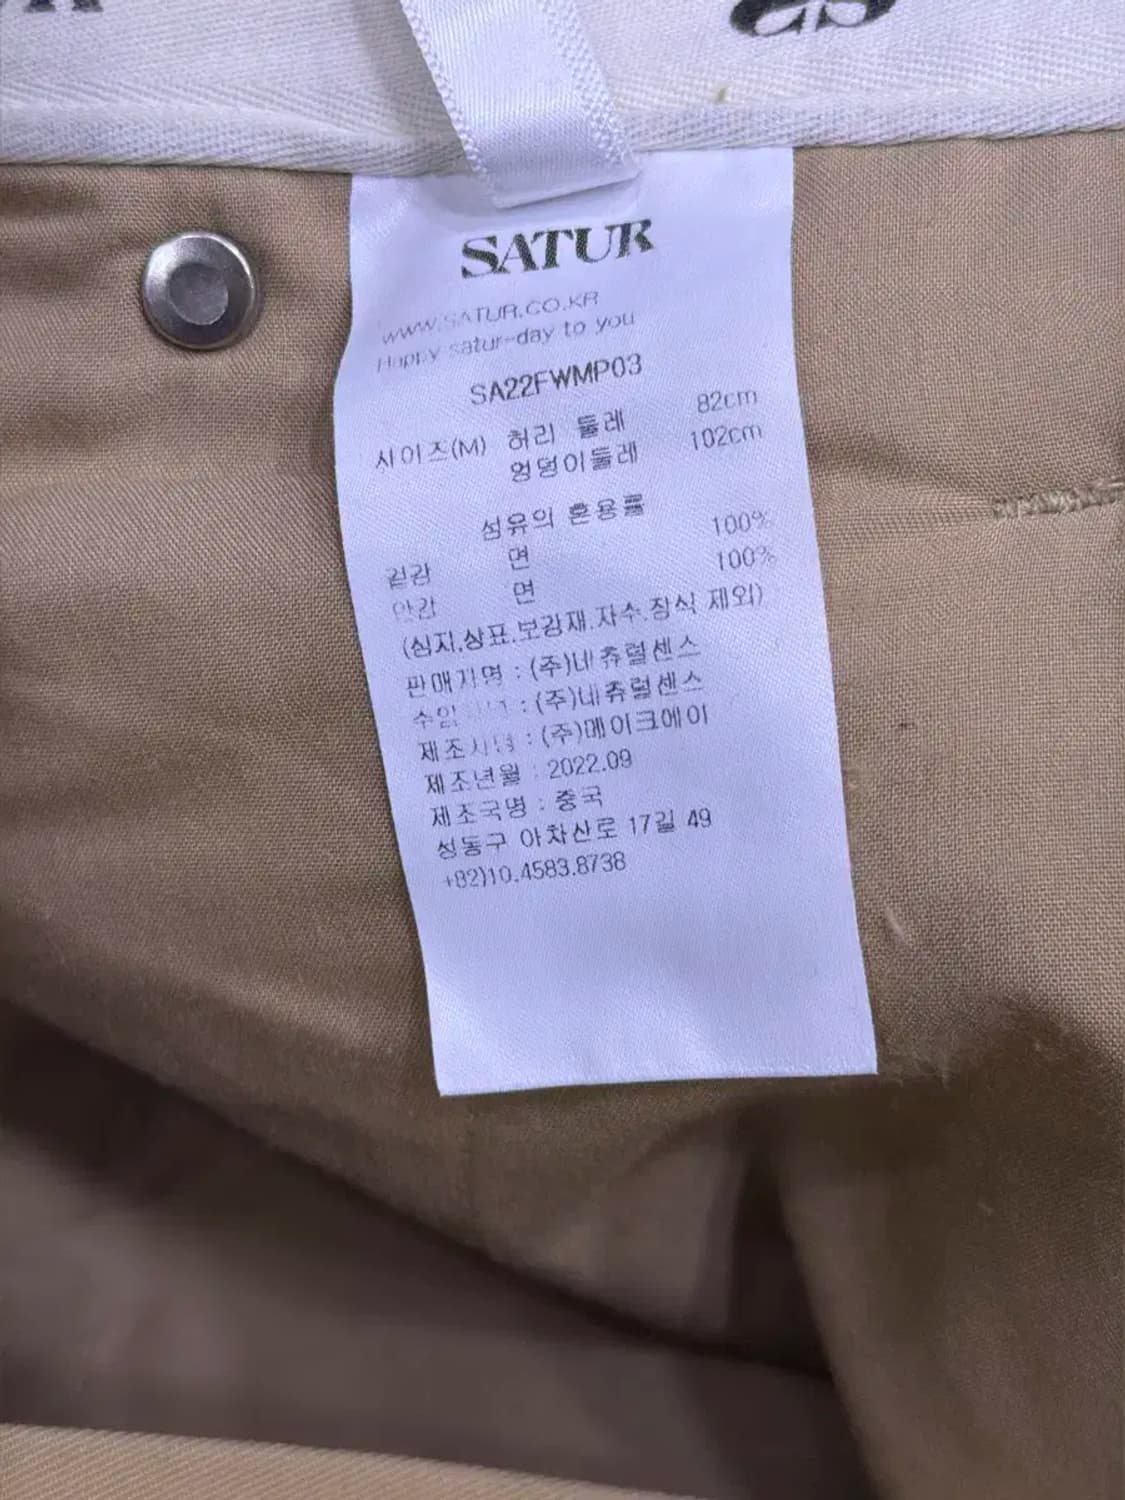 SATUR
WWW.SATUR.CO.KR
Happy satur-day to you
SA22FWMP03
사이즈(M) 허리 둘레 82cm
엉덩이둘레 102cm
섬유의 혼용률
겉감 면 100%
안감 면 100%
(심지,상표,보강재,자수,장식 제외)
판매자명 : (주)네츄럴센스
: (주)네츄럴센스
제조사명 : (주)메이크에이
제조년월 : 2022.09
제조국명 : 중국
성동구 아차산로 17길 49
+82)10.4583.8738